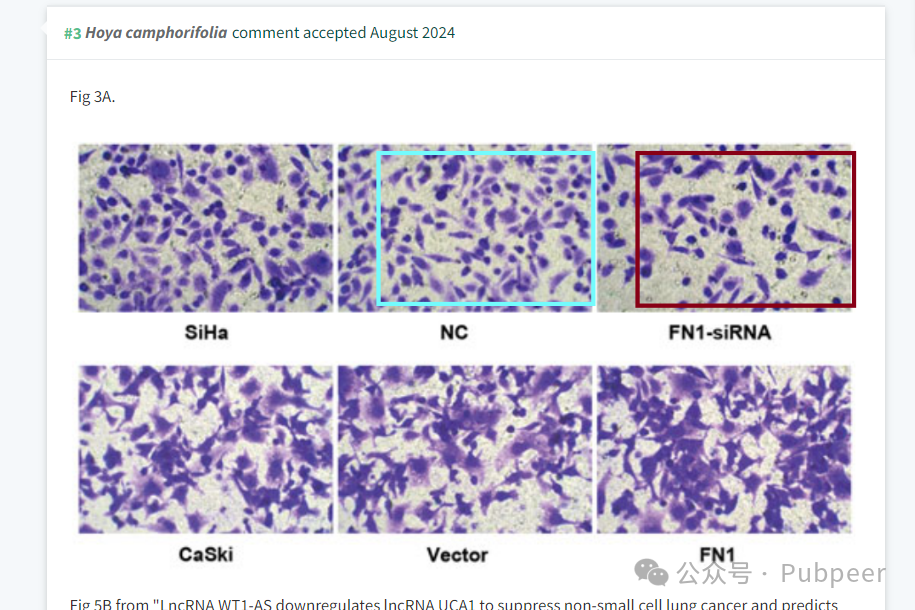 #3 Hoya camphorifolia comment accepted August 2024
Fig 3A.
SiHa NC FN1-siRNA
CaSki Vector FN1
公众号 · Pubpeer
Fig 5B from "LncRNA WT1-AS downregulates lncRNA UCA1 to suppress non-small cell lung cancer and predicts